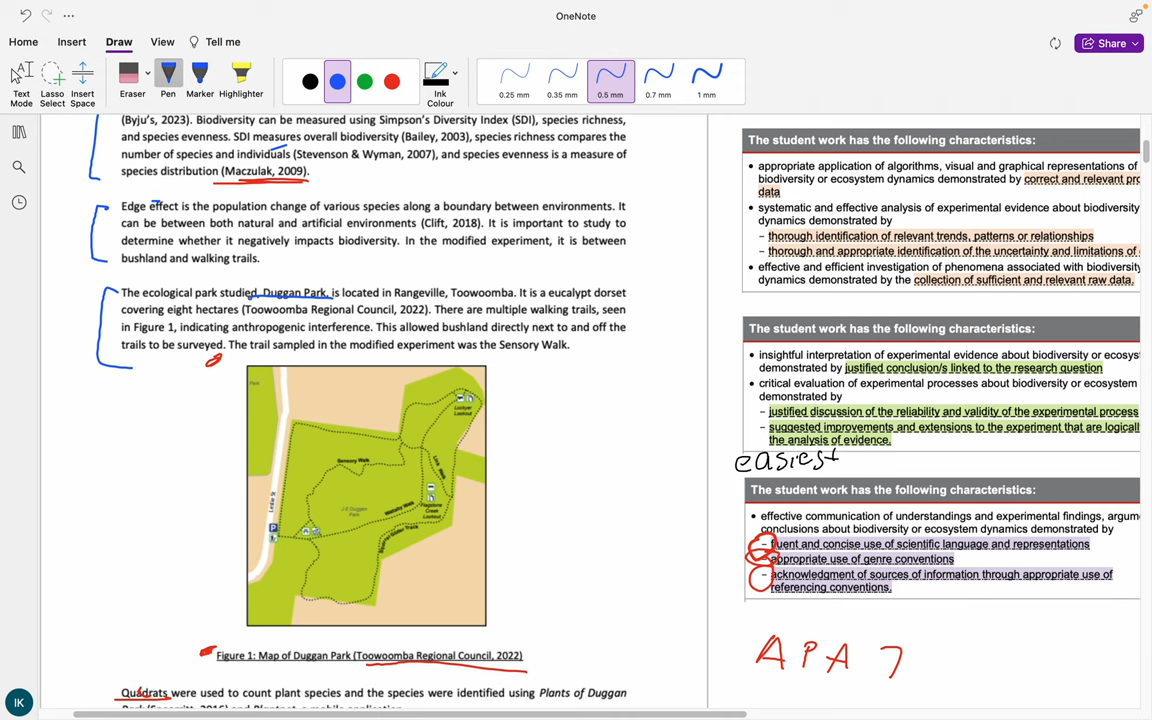 OneNote
Home Insert Draw View Tell me
Share
Text Mode
Lasso Select
Insert Space
Eraser
Pen
Marker
Highlighter
Ink Colour
0.25 mm
0.35 mm
0.5 mm
0.7 mm
1 mm
(Byju's, 2023). Biodiversity can be measured using Simpson's Diversity Index (SDI), species richness,
and species evenness. SDI measures overall biodiversity (Bailey, 2003), species richness compares the
number of species and individuals (Stevenson & Wyman, 2007), and species evenness is a measure of
species distribution (Maczulak, 2009).
Edge effect is the population change of various species along a boundary between environments. It
can be between both natural and artificial environments (Clift, 2018). It is important to study to
determine whether it negatively impacts biodiversity. In the modified experiment, it is between
bushland and walking trails.
The ecological park studied, Duggan Park, is located in Rangeville, Toowoomba. It is a eucalypt dorset
covering eight hectares (Toowoomba Regional Council, 2022). There are multiple walking trails, seen
in Figure 1, indicating anthropogenic interference. This allowed bushland directly next to and off the
trails to be surveyed. The trail sampled in the modified experiment was the Sensory Walk.
Park
Lockyer Lookout
Sensory Walk
Link Walk
Leslie St
J E Duggan Park
Wallaby Walk
Flagstone Creek Lookout
P
Figure 1: Map of Duggan Park (Toowoomba Regional Council, 2022)
Quadrats were used to count plant species and the species were identified using Plants of Duggan
The student work has the following characteristics:
• appropriate application of algorithms, visual and graphical representations of
biodiversity or ecosystem dynamics demonstrated by correct and relevant pro
data
• systematic and effective analysis of experimental evidence about biodiversity
dynamics demonstrated by
– thorough identification of relevant trends, patterns or relationships
– thorough and appropriate identification of the uncertainty and limitations of
• effective and efficient investigation of phenomena associated with biodiversity
dynamics demonstrated by the collection of sufficient and relevant raw data.
The student work has the following characteristics:
• insightful interpretation of experimental evidence about biodiversity or ecosys
demonstrated by justified conclusion/s linked to the research question
• critical evaluation of experimental processes about biodiversity or ecosystem
demonstrated by
– justified discussion of the reliability and validity of the experimental process
– suggested improvements and extensions to the experiment that are logicall
the analysis of evidence.
easiest
The student work has the following characteristics:
• effective communication of understandings and experimental findings, argum
conclusions about biodiversity or ecosystem dynamics demonstrated by
– fluent and concise use of scientific language and representations
– appropriate use of genre conventions
– acknowledgment of sources of information through appropriate use of
referencing conventions.
APA 7
IK